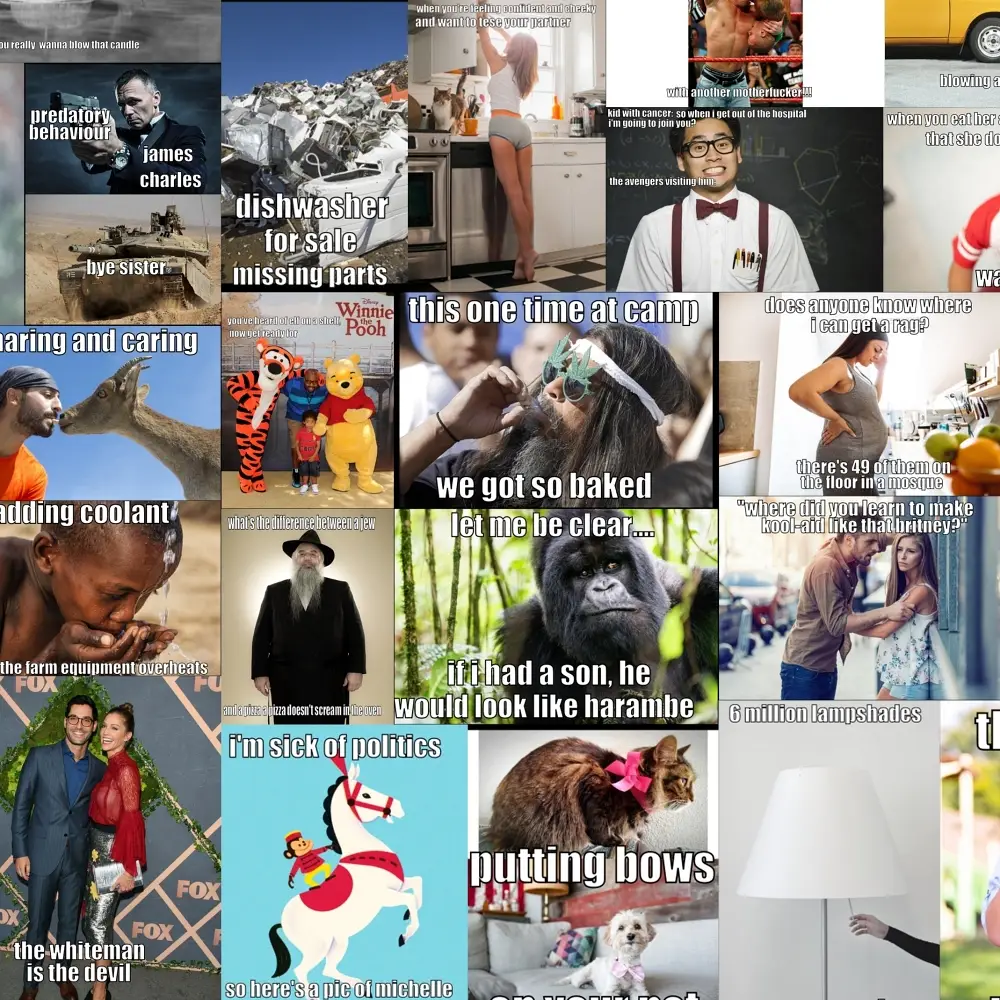 ou really wanna blow that candle
when you're feeling confident and cheeky
and want to tese your partner
with another motherfucker!!!
blowing a
predatory
behaviour
james
charles
bye sister
dishwasher
for sale
missing parts
kid with cancer: so when I get out of the hospital
i'm going to join you?
the avengers visiting him:
when you eat her
that she do
wa
haring and caring
you've heard of elf on a shelf,
now get ready for
Disney
Winnie
the
Pooh
this one time at camp
we got so baked
does anyone know where
i can get a rag?
there's 49 of them on
the floor in a mosque
adding coolant
the farm equipment overheats
what's the difference between a jew
and a pizza a pizza doesn't scream in the oven
let me be clear....
if i had a son, he
would look like harambe
"where did you learn to make
kool-aid like that britney?"
FOX
FOX
FOX
FOX
the whiteman
is the devil
i'm sick of politics
so here's a pic of michelle
putting bows
on your pet
6 million lampshades
th